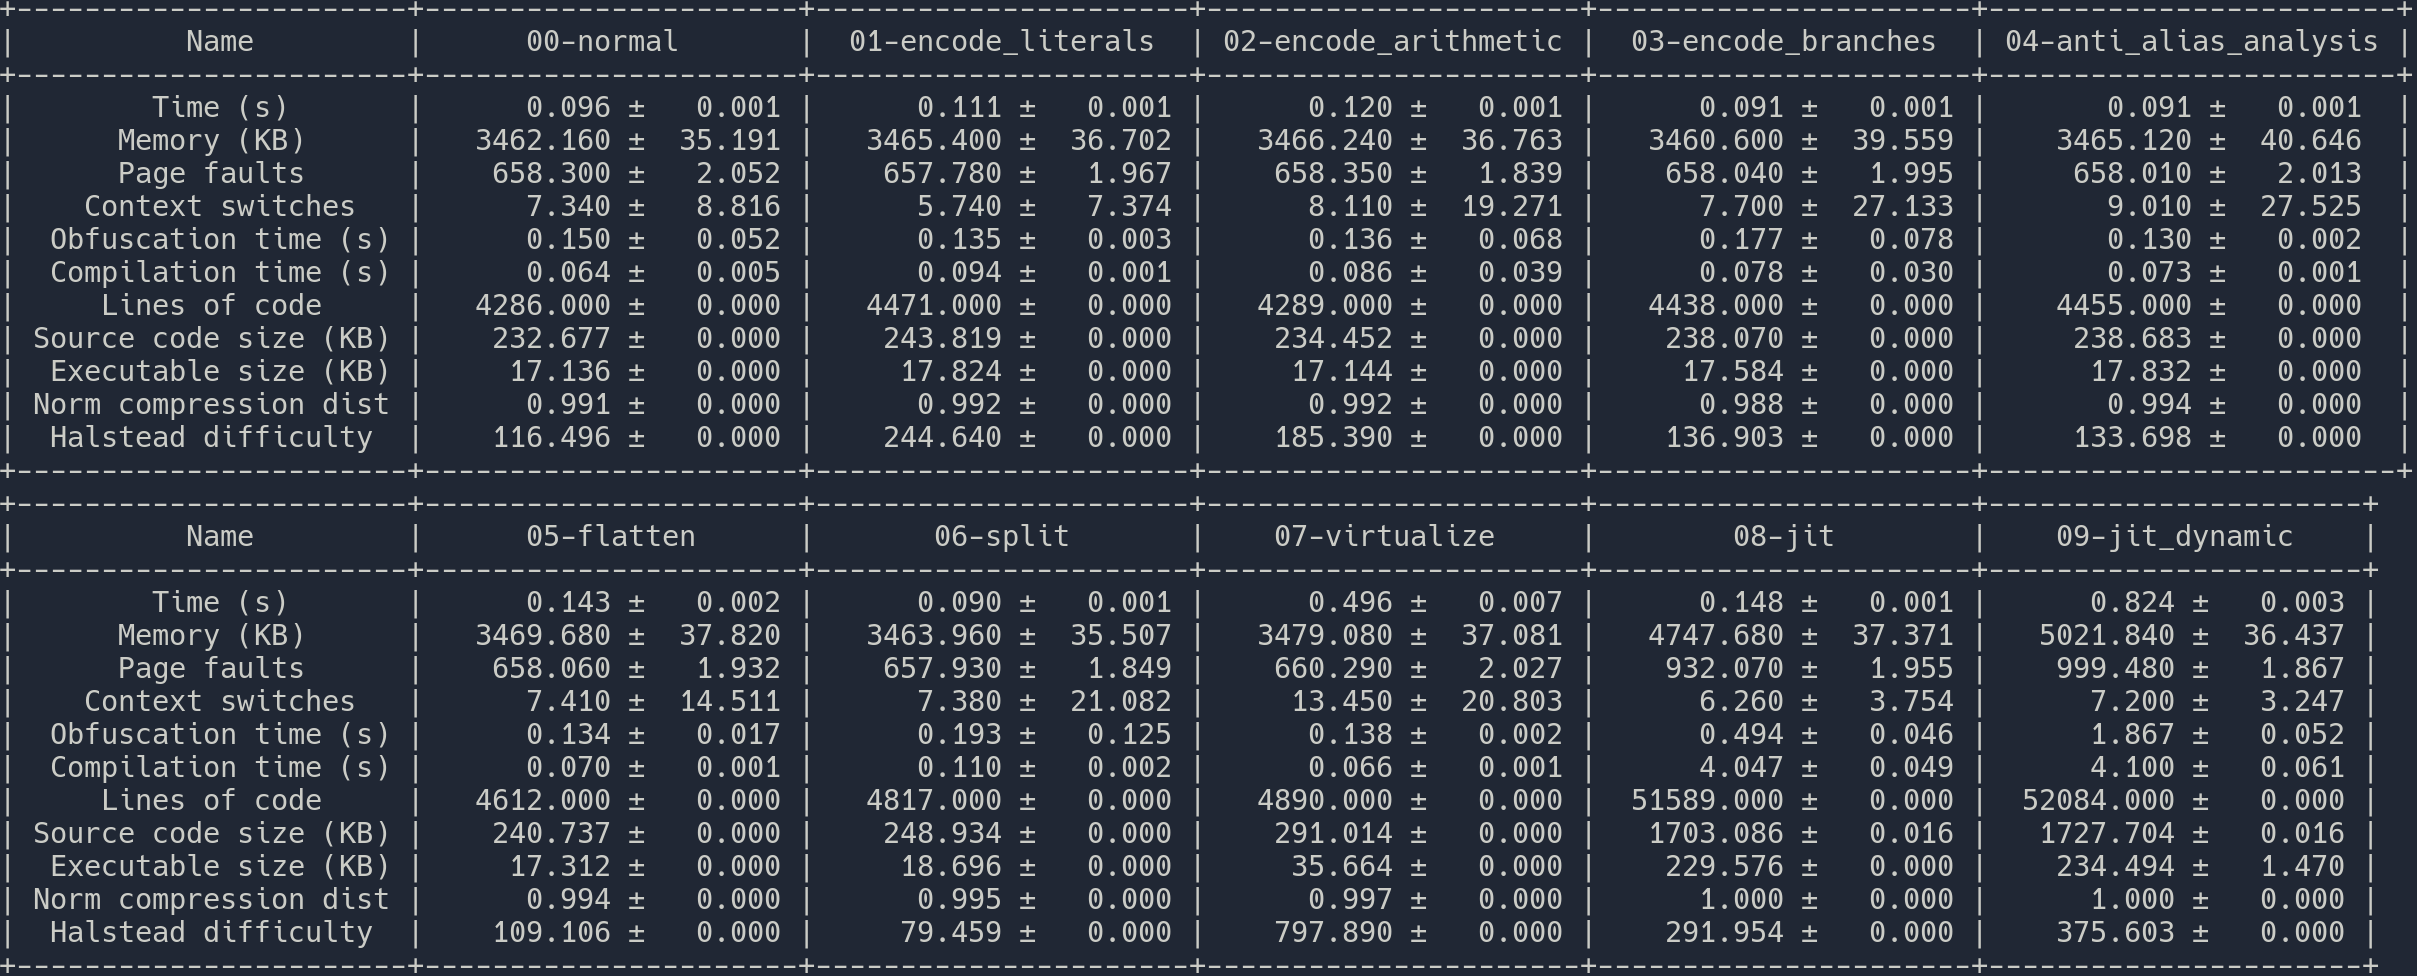 +-----------------------+----------------------+----------------------+----------------------+----------------------+------------------------+
| Name | 00-normal | 01-encode_literals | 02-encode_arithmetic | 03-encode_branches | 04-anti_alias_analysis |
+-----------------------+----------------------+----------------------+----------------------+----------------------+------------------------+
| Time (s) | 0.096 ± 0.001 | 0.111 ± 0.001 | 0.120 ± 0.001 | 0.091 ± 0.001 | 0.091 ± 0.001 |
| Memory (KB) | 3462.160 ± 35.191 | 3465.400 ± 36.702 | 3466.240 ± 36.763 | 3460.600 ± 39.559 | 3465.120 ± 40.646 |
| Page faults | 658.300 ± 2.052 | 657.780 ± 1.967 | 658.350 ± 1.839 | 658.040 ± 1.995 | 658.010 ± 2.013 |
| Context switches | 7.340 ± 8.816 | 5.740 ± 7.374 | 8.110 ± 19.271 | 7.700 ± 27.133 | 9.010 ± 27.525 |
| Obfuscation time (s) | 0.150 ± 0.052 | 0.135 ± 0.003 | 0.136 ± 0.068 | 0.177 ± 0.078 | 0.130 ± 0.002 |
| Compilation time (s) | 0.064 ± 0.005 | 0.094 ± 0.001 | 0.086 ± 0.039 | 0.078 ± 0.030 | 0.073 ± 0.001 |
| Lines of code | 4286.000 ± 0.000 | 4471.000 ± 0.000 | 4289.000 ± 0.000 | 4438.000 ± 0.000 | 4455.000 ± 0.000 |
| Source code size (KB) | 232.677 ± 0.000 | 243.819 ± 0.000 | 234.452 ± 0.000 | 238.070 ± 0.000 | 238.683 ± 0.000 |
| Executable size (KB) | 17.136 ± 0.000 | 17.824 ± 0.000 | 17.144 ± 0.000 | 17.584 ± 0.000 | 17.832 ± 0.000 |
| Norm compression dist | 0.991 ± 0.000 | 0.992 ± 0.000 | 0.992 ± 0.000 | 0.988 ± 0.000 | 0.994 ± 0.000 |
| Halstead difficulty | 116.496 ± 0.000 | 244.640 ± 0.000 | 185.390 ± 0.000 | 136.903 ± 0.000 | 133.698 ± 0.000 |
+-----------------------+----------------------+----------------------+----------------------+----------------------+------------------------+
+-----------------------+----------------------+----------------------+----------------------+----------------------+----------------------+
| Name | 05-flatten | 06-split | 07-virtualize | 08-jit | 09-jit_dynamic |
+-----------------------+----------------------+----------------------+----------------------+----------------------+----------------------+
| Time (s) | 0.143 ± 0.002 | 0.090 ± 0.001 | 0.496 ± 0.007 | 0.148 ± 0.001 | 0.824 ± 0.003 |
| Memory (KB) | 3469.680 ± 37.820 | 3463.960 ± 35.507 | 3479.080 ± 37.081 | 4747.680 ± 37.371 | 5021.840 ± 36.437 |
| Page faults | 658.060 ± 1.932 | 657.930 ± 1.849 | 660.290 ± 2.027 | 932.070 ± 1.955 | 999.480 ± 1.867 |
| Context switches | 7.410 ± 14.511 | 7.380 ± 21.082 | 13.450 ± 20.803 | 6.260 ± 3.754 | 7.200 ± 3.247 |
| Obfuscation time (s) | 0.134 ± 0.017 | 0.193 ± 0.125 | 0.138 ± 0.002 | 0.494 ± 0.046 | 1.867 ± 0.052 |
| Compilation time (s) | 0.070 ± 0.001 | 0.110 ± 0.002 | 0.066 ± 0.001 | 4.047 ± 0.049 | 4.100 ± 0.061 |
| Lines of code | 4612.000 ± 0.000 | 4817.000 ± 0.000 | 4890.000 ± 0.000 | 51589.000 ± 0.000 | 52084.000 ± 0.000 |
| Source code size (KB) | 240.737 ± 0.000 | 248.934 ± 0.000 | 291.014 ± 0.000 | 1703.086 ± 0.016 | 1727.704 ± 0.016 |
| Executable size (KB) | 17.312 ± 0.000 | 18.696 ± 0.000 | 35.664 ± 0.000 | 229.576 ± 0.000 | 234.494 ± 1.470 |
| Norm compression dist | 0.994 ± 0.000 | 0.995 ± 0.000 | 0.997 ± 0.000 | 1.000 ± 0.000 | 1.000 ± 0.000 |
| Halstead difficulty | 109.106 ± 0.000 | 79.459 ± 0.000 | 797.890 ± 0.000 | 291.954 ± 0.000 | 375.603 ± 0.000 |
+-----------------------+----------------------+----------------------+----------------------+----------------------+----------------------+